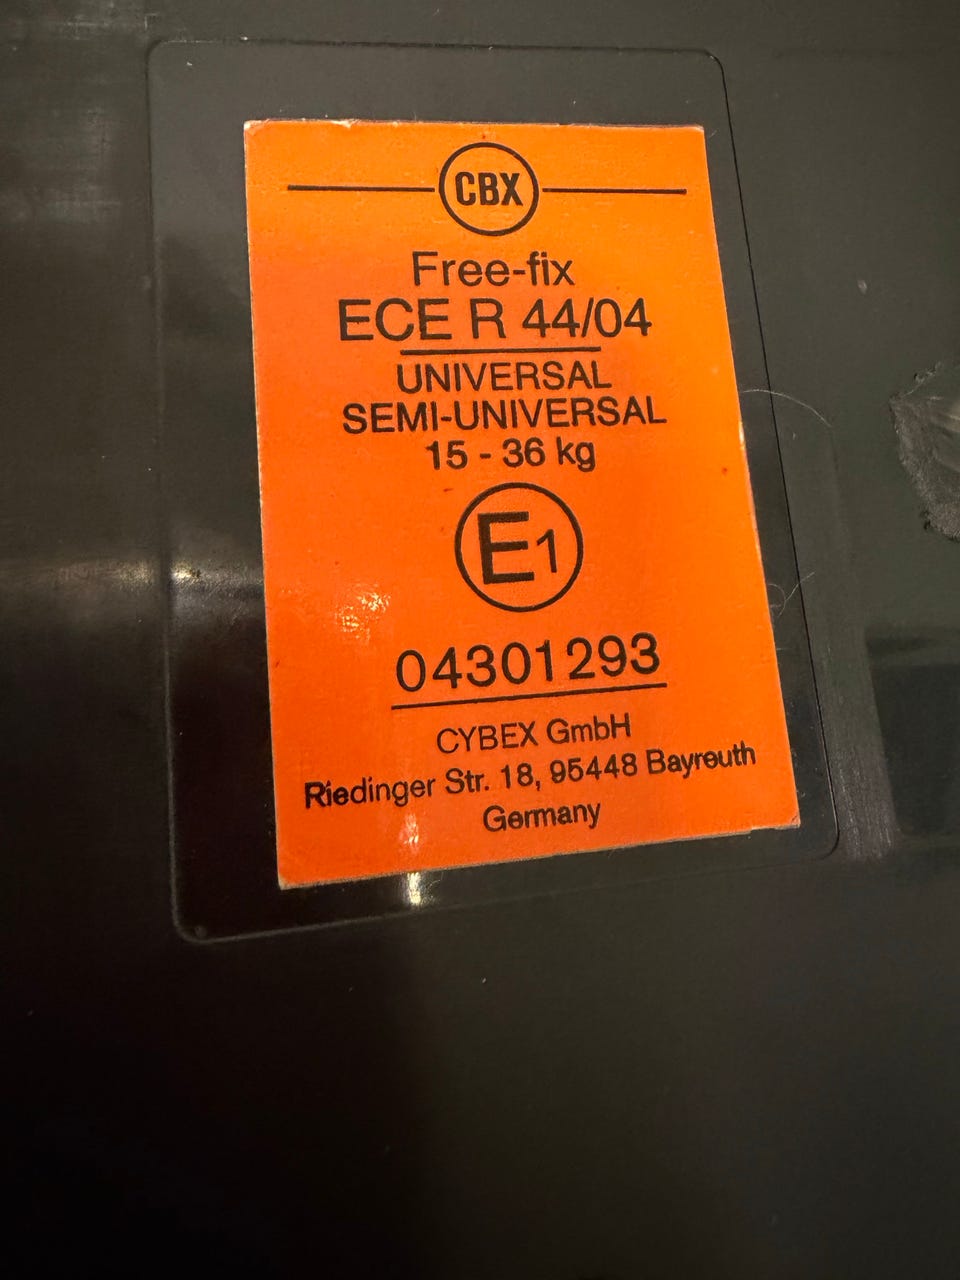 CBX
Free-fix
ECE R 44/04
UNIVERSAL
SEMI-UNIVERSAL
15 - 36 kg
E1
04301293
CYBEX GmbH
Riedinger Str. 18, 95448 Bayreuth
Germany